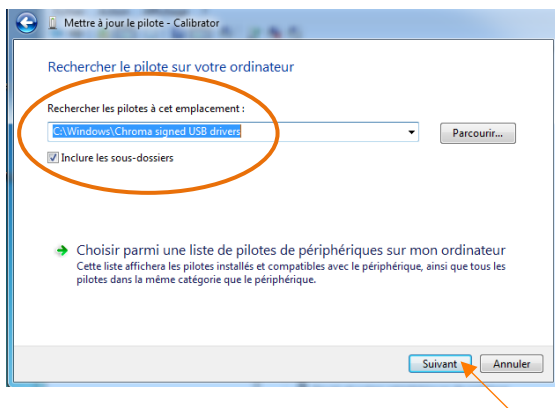 Mettre à jour le pilote - Calibrator
Rechercher le pilote sur votre ordinateur
Rechercher les pilotes à cet emplacement :
C:\Windows\Chroma signed USB drivers
Parcourir...
Inclure les sous-dossiers
Choisir parmi une liste de pilotes de périphériques sur mon ordinateur
Cette liste affichera les pilotes installés et compatibles avec le périphérique, ainsi que tous les
pilotes dans la même catégorie que le périphérique.
Suivant
Annuler